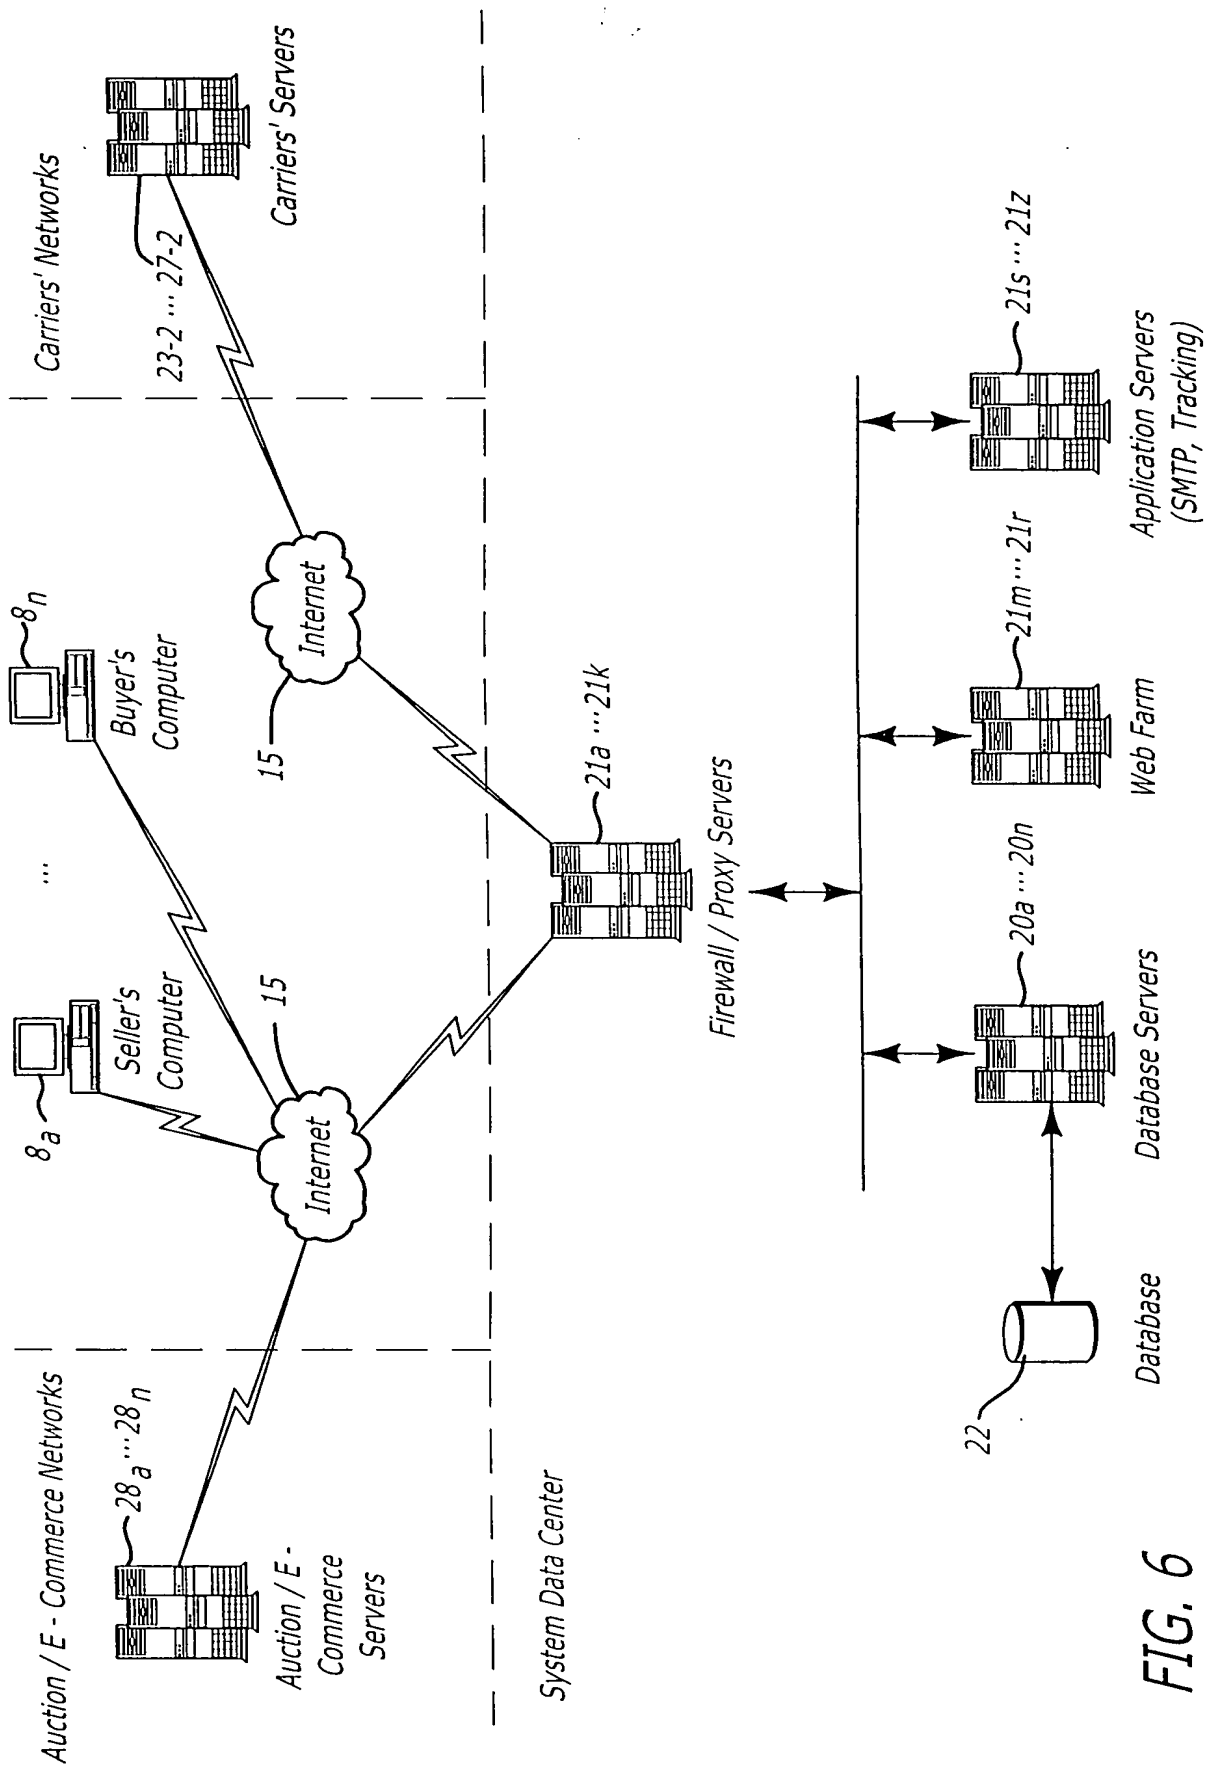 Auction / E - Commerce Networks
Carriers' Networks
8a
8n
...
28a ... 28n
Seller's
Computer
Buyer's
Computer
23-2 ... 27-2
Auction / E -
Commerce
Servers
15
15
Internet
Internet
Carriers' Servers
System Data Center
21a ... 21k
Firewall / Proxy Servers
22
20a ... 20n
21m ... 21r
21s ... 21z
Database
Database Servers
Web Farm
Application Servers
(SMTP, Tracking)
FIG. 6